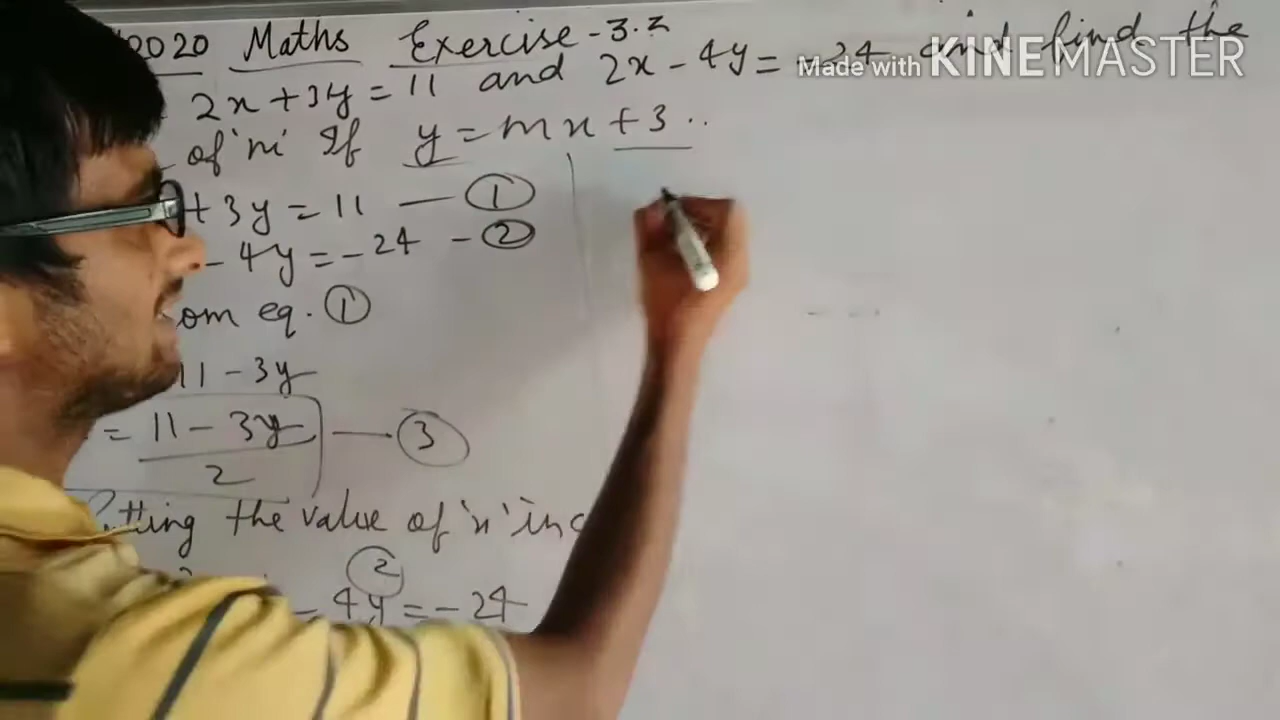 2020 Maths Exercise - 3.3
2x + 3y = 11 and 2x - 4y = -24 and find the
of 'm' If y = mx + 3 ..
+ 3y = 11 — ①
- 4y = -24 - ②
om eq. ①
11 - 3y
= 11 - 3y / 2 — ③
Putting the value of 'x' in
②
- 4y = -24
Made with KINEMASTER